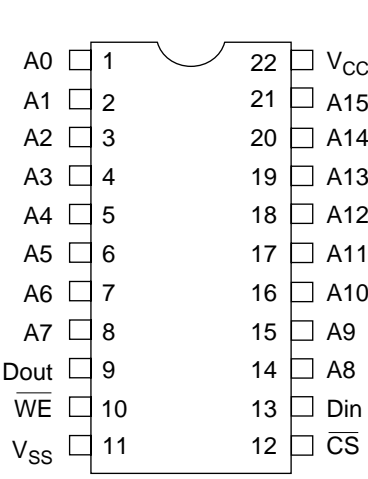 A0 1 22 VCC
A1 2 21 A15
A2 3 20 A14
A3 4 19 A13
A4 5 18 A12
A5 6 17 A11
A6 7 16 A10
A7 8 15 A9
Dout 9 14 A8
W̅E̅ 10 13 Din
VSS 11 12 C̅S̅